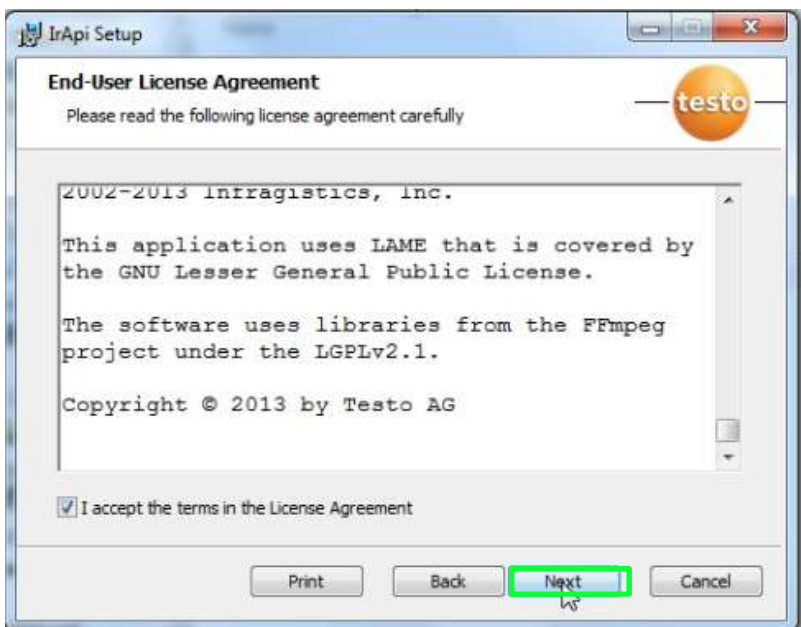 IrApi Setup
End-User License Agreement
Please read the following license agreement carefully
testo
2002-2013 Infragistics, Inc.
This application uses LAME that is covered by
the GNU Lesser General Public License.
The software uses libraries from the FFmpeg
project under the LGPLv2.1.
Copyright © 2013 by Testo AG
I accept the terms in the License Agreement
Print
Back
Next
Cancel